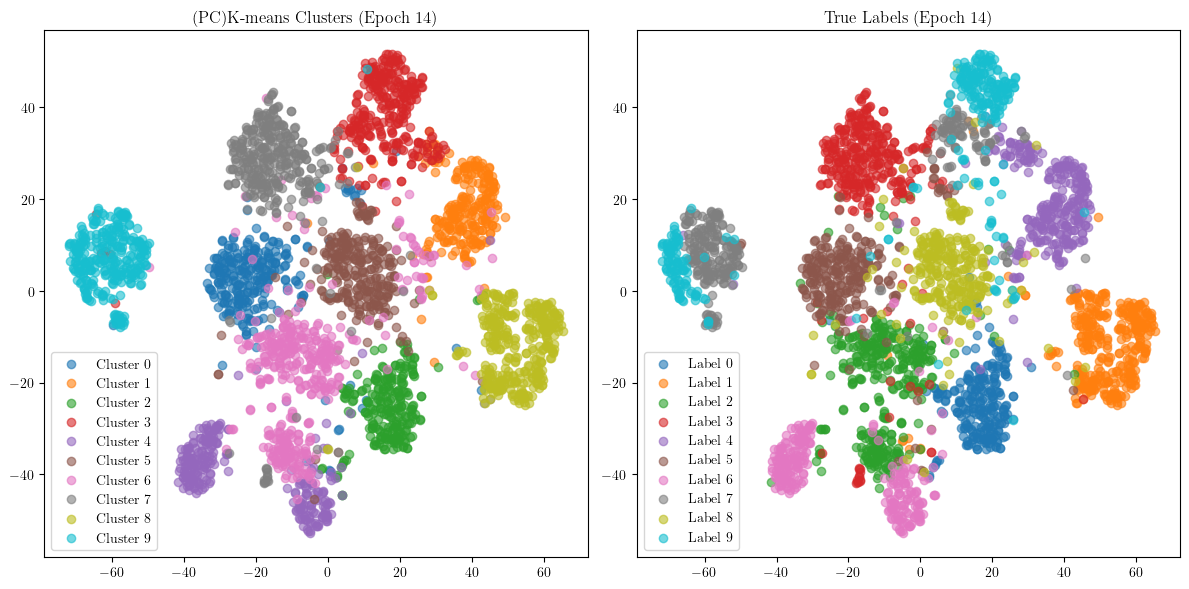 (PC)K-means Clusters (Epoch 14)
40
20
0
−20
−40
−60
−40
−20
0
20
40
60
Cluster 0
Cluster 1
Cluster 2
Cluster 3
Cluster 4
Cluster 5
Cluster 6
Cluster 7
Cluster 8
Cluster 9
True Labels (Epoch 14)
40
20
0
−20
−40
−60
−40
−20
0
20
40
60
Label 0
Label 1
Label 2
Label 3
Label 4
Label 5
Label 6
Label 7
Label 8
Label 9